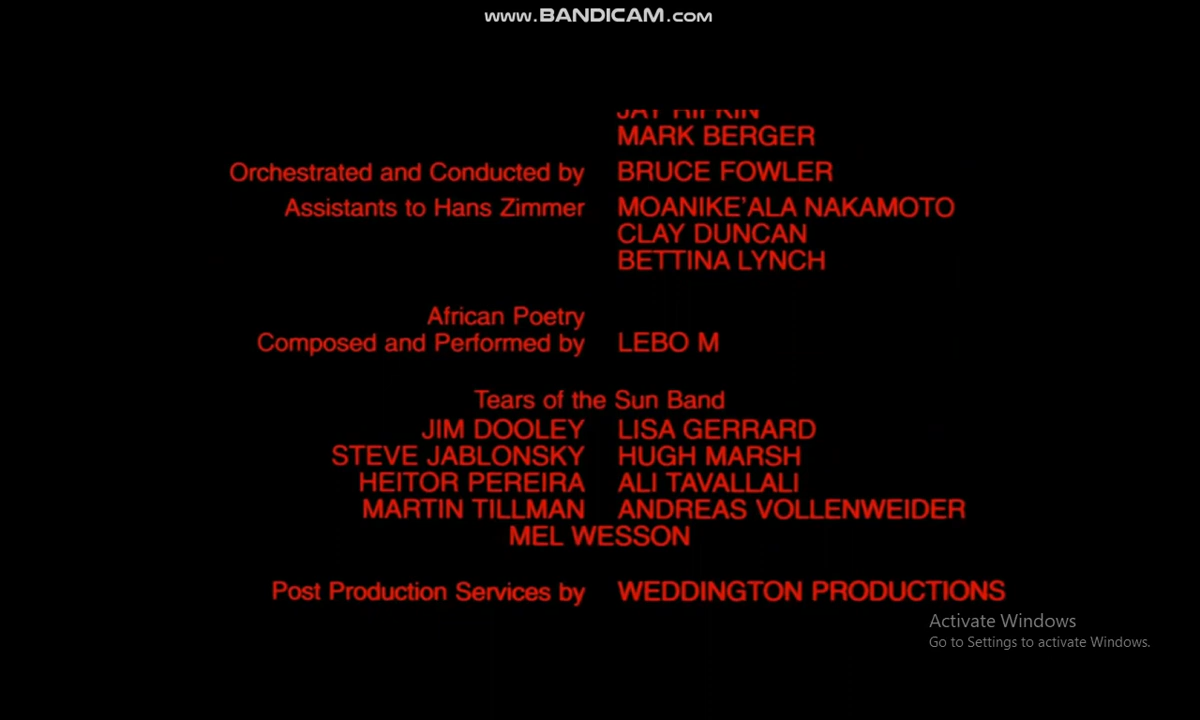 www.BANDICAM.com
JAY RIFKIN
MARK BERGER
Orchestrated and Conducted by BRUCE FOWLER
Assistants to Hans Zimmer MOANIKE'ALA NAKAMOTO
CLAY DUNCAN
BETTINA LYNCH
African Poetry
Composed and Performed by LEBO M
Tears of the Sun Band
JIM DOOLEY LISA GERRARD
STEVE JABLONSKY HUGH MARSH
HEITOR PEREIRA ALI TAVALLALI
MARTIN TILLMAN ANDREAS VOLLENWEIDER
MEL WESSON
Post Production Services by WEDDINGTON PRODUCTIONS
Activate Windows
Go to Settings to activate Windows.